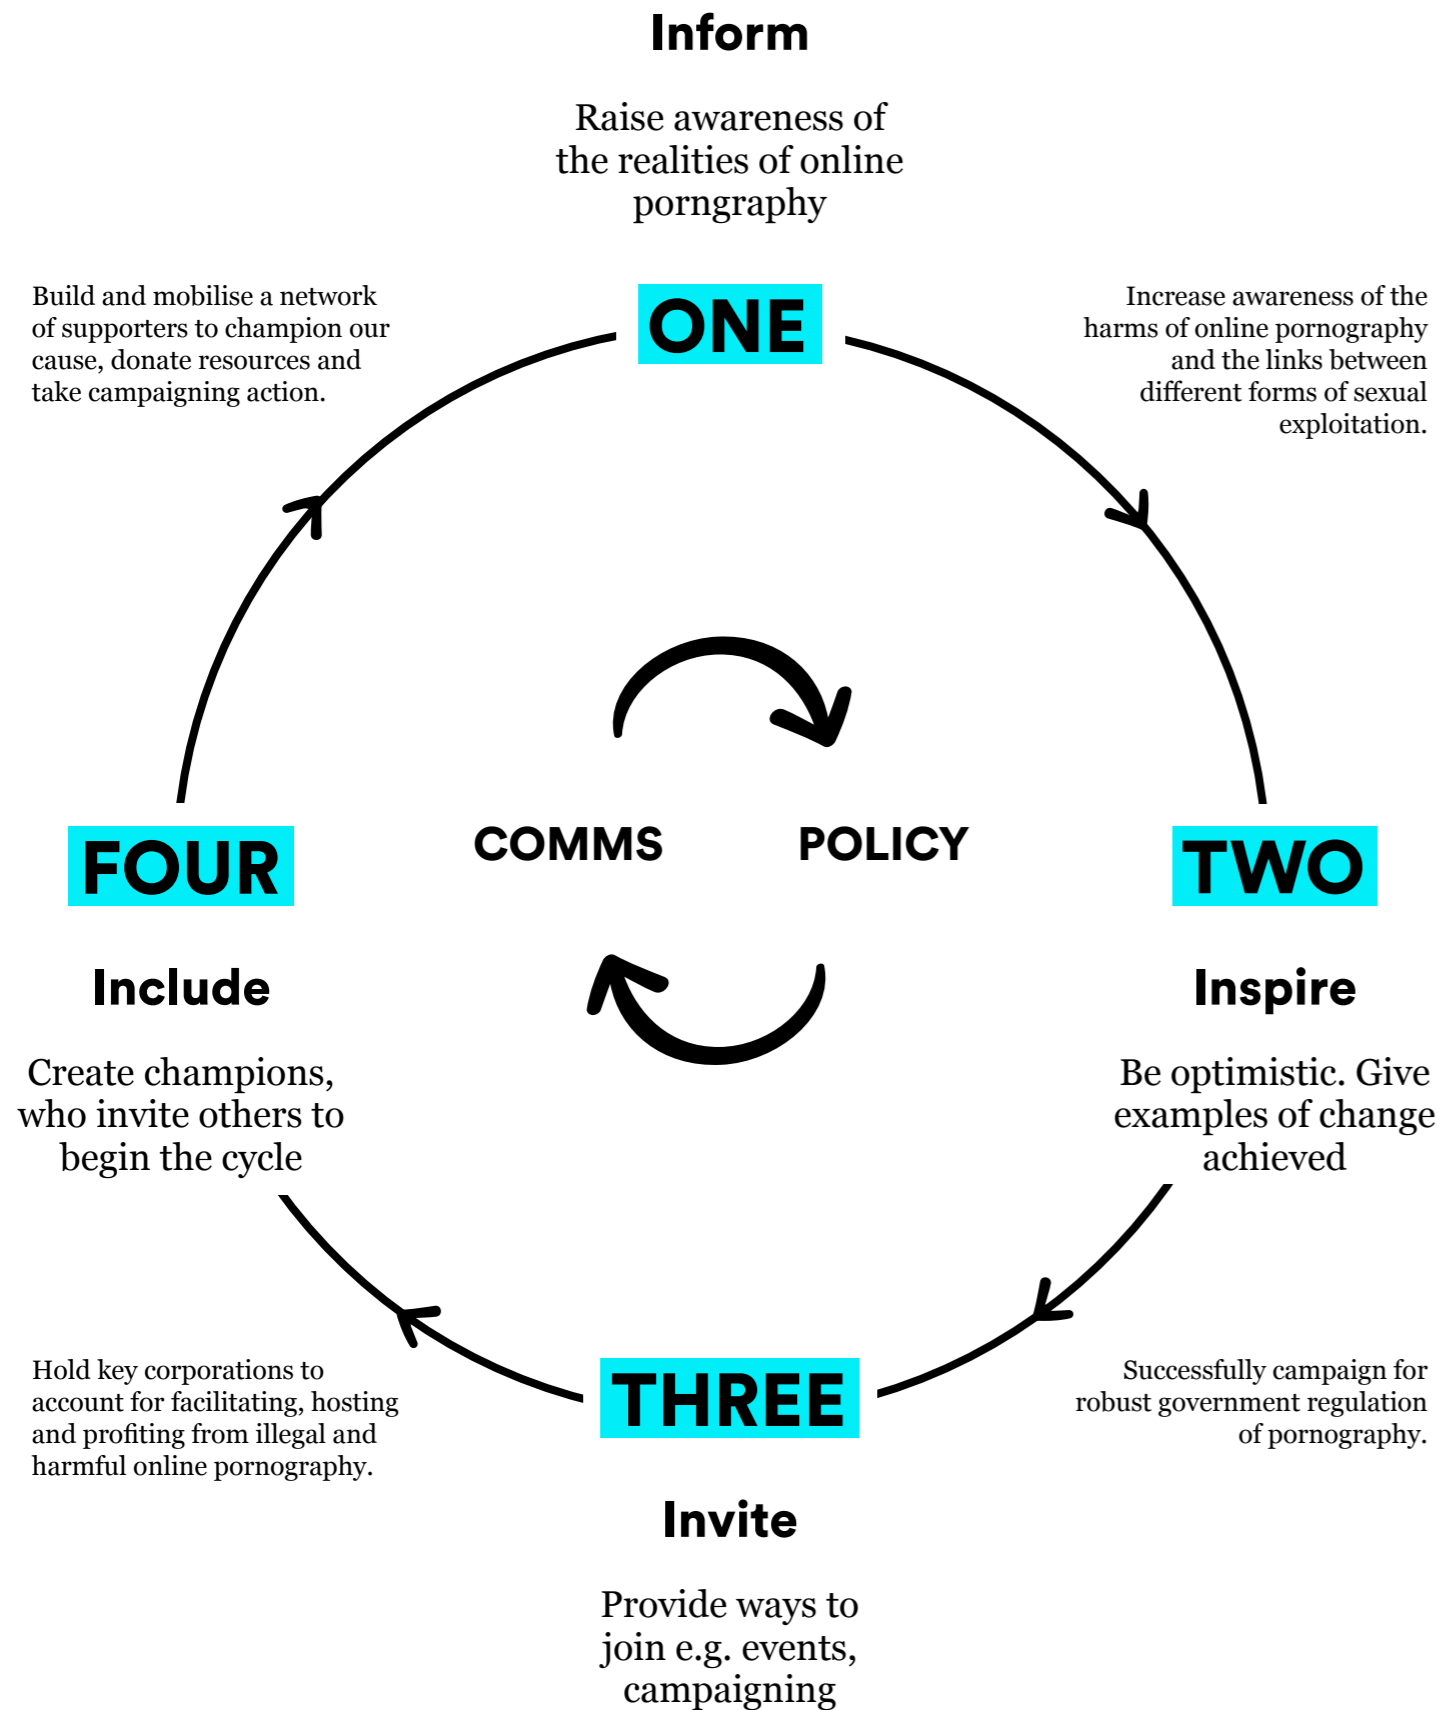 Inform
Raise awareness of
the realities of online
porngraphy
Build and mobilise a network
of supporters to champion our
cause, donate resources and
take campaigning action.
ONE
Increase awareness of the
harms of online pornography
and the links between
different forms of sexual
exploitation.
COMMS
POLICY
FOUR
Include
Create champions,
who invite others to
begin the cycle
TWO
Inspire
Be optimistic. Give
examples of change
achieved
Hold key corporations to
account for facilitating, hosting
and profiting from illegal and
harmful online pornography.
THREE
Invite
Provide ways to
join e.g. events,
campaigning
Successfully campaign for
robust government regulation
of pornography.